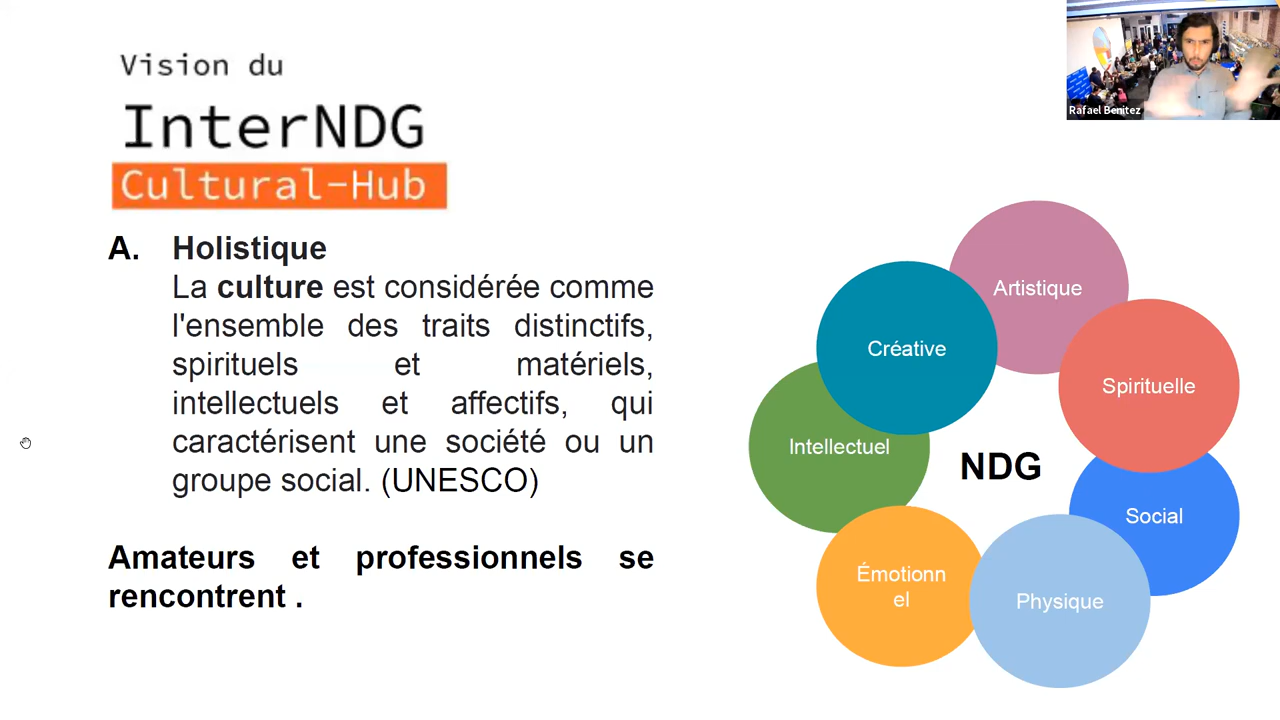 Vision du
InterNDG
Cultural-Hub
A. Holistique
La culture est considérée comme
l'ensemble des traits distinctifs,
spirituels et matériels,
intellectuels et affectifs, qui
caractérisent une société ou un
groupe social. (UNESCO)
Amateurs et professionnels se
rencontrent .
Artistique
Créative
Spirituelle
Intellectuel
NDG
Social
Émotionn
el
Physique
Rafael Benitez